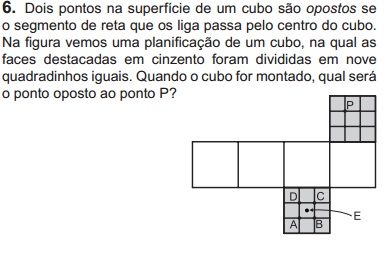 6. Dois pontos na superfície de um cubo são opostos se
o segmento de reta que os liga passa pelo centro do cubo.
Na figura vemos uma planificação de um cubo, na qual as
faces destacadas em cinzento foram divididas em nove
quadradinhos iguais. Quando o cubo for montado, qual será
o ponto oposto ao ponto P?
P
D C
E
A B